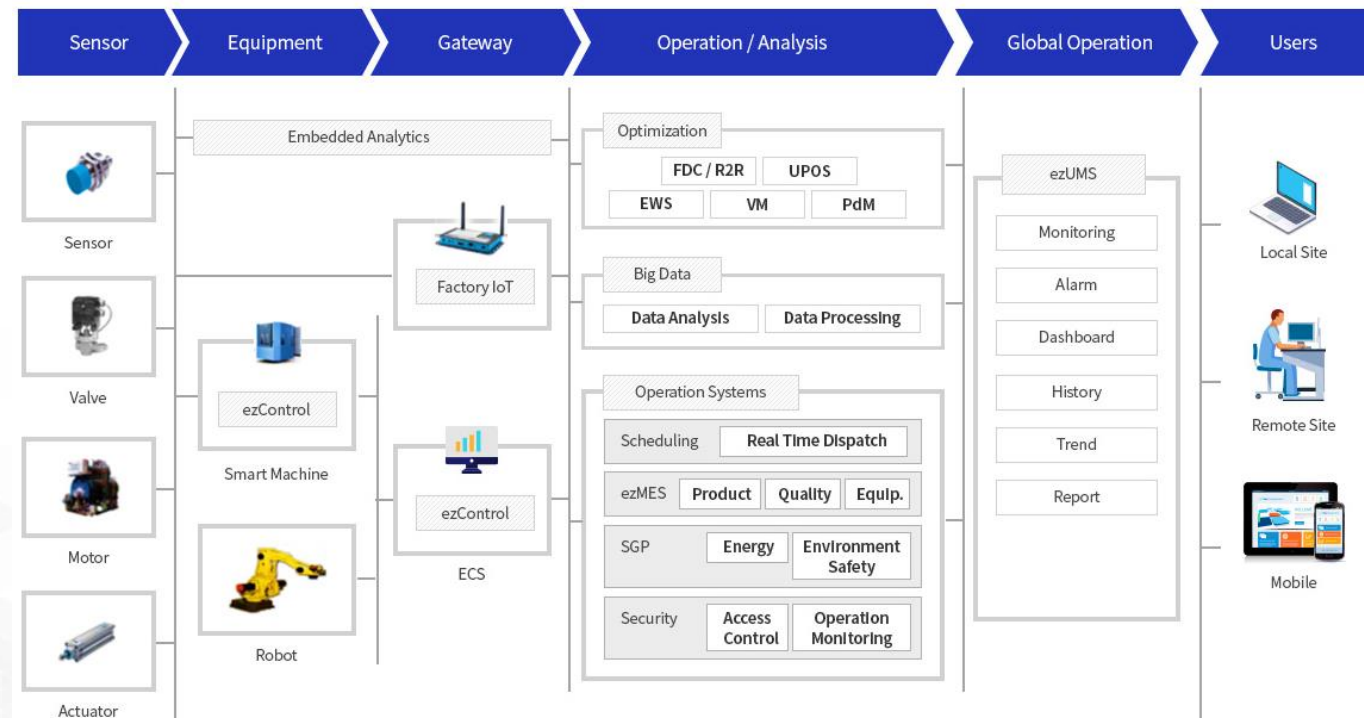 Sensor
Equipment
Gateway
Operation / Analysis
Global Operation
Users
Sensor
Valve
Motor
Actuator
Embedded Analytics
ezControl
Smart Machine
Robot
Factory IoT
ezControl
ECS
Optimization
FDC / R2R
UPOS
EWS
VM
PdM
Big Data
Data Analysis
Data Processing
Operation Systems
Scheduling
Real Time Dispatch
ezMES
Product
Quality
Equip.
SGP
Energy
Environment
Safety
Security
Access
Control
Operation
Monitoring
ezUMS
Monitoring
Alarm
Dashboard
History
Trend
Report
Local Site
Remote Site
Mobile